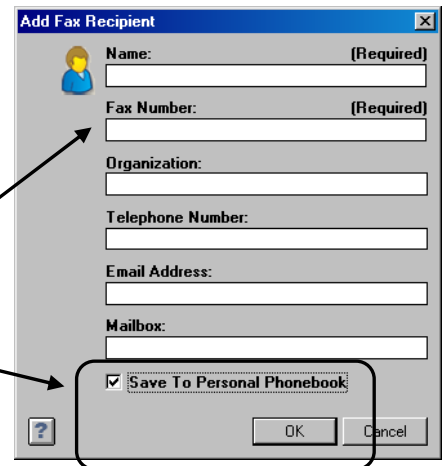 Add Fax Recipient
Name: (Required)
Fax Number: (Required)
Organization:
Telephone Number:
Email Address:
Mailbox:
Save To Personal Phonebook
? OK Cancel